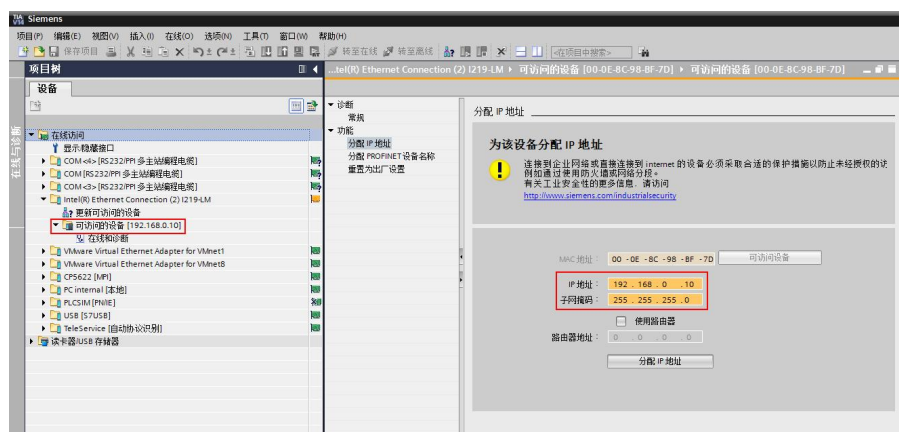 TIA V14 Siemens
项目(P) 编辑(E) 视图(V) 插入(I) 在线(O) 选项(N) 工具(T) 窗口(W) 帮助(H)
保存项目 转至在线 转至离线 <在项目中搜索>
项目树
...tel(R) Ethernet Connection (2) I219-LM 可访问的设备 [00-0E-8C-98-BF-7D] 可访问的设备 [00-0E-8C-98-BF-7D]
设备
在线与诊断
在线访问
显示/隐藏接口
COM <4> [RS232/PPI 多主站编程电缆]
COM [RS232/PPI 多主站编程电缆]
COM <3> [RS232/PPI 多主站编程电缆]
Intel(R) Ethernet Connection (2) I219-LM
更新可访问的设备
可访问的设备 [192.168.0.10]
在线和诊断
VMware Virtual Ethernet Adapter for VMnet1
VMware Virtual Ethernet Adapter for VMnet8
CP5622 [MPI]
PC internal [本地]
PLCSIM [PN/IE]
USB [S7USB]
TeleService [自动协议识别]
读卡器/USB 存储器
诊断
常规
功能
分配 IP 地址
分配 PROFINET 设备名称
重置为出厂设置
分配 IP 地址
为该设备分配 IP 地址
连接到企业网络或直接连接到 internet 的设备必须采取合适的保护措施以防止未经授权的访
例如通过使用防火墙或网络分段。
有关工业安全性的更多信息，请访问
http://www.siemens.com/industrialsecurity
MAC 地址： 00 -0E -8C -98 -BF -7D 可访问设备
IP 地址： 192 . 168 . 0 . 10
子网掩码： 255 . 255 . 255 . 0
使用路由器
路由器地址： 0 . 0 . 0 . 0
分配 IP 地址